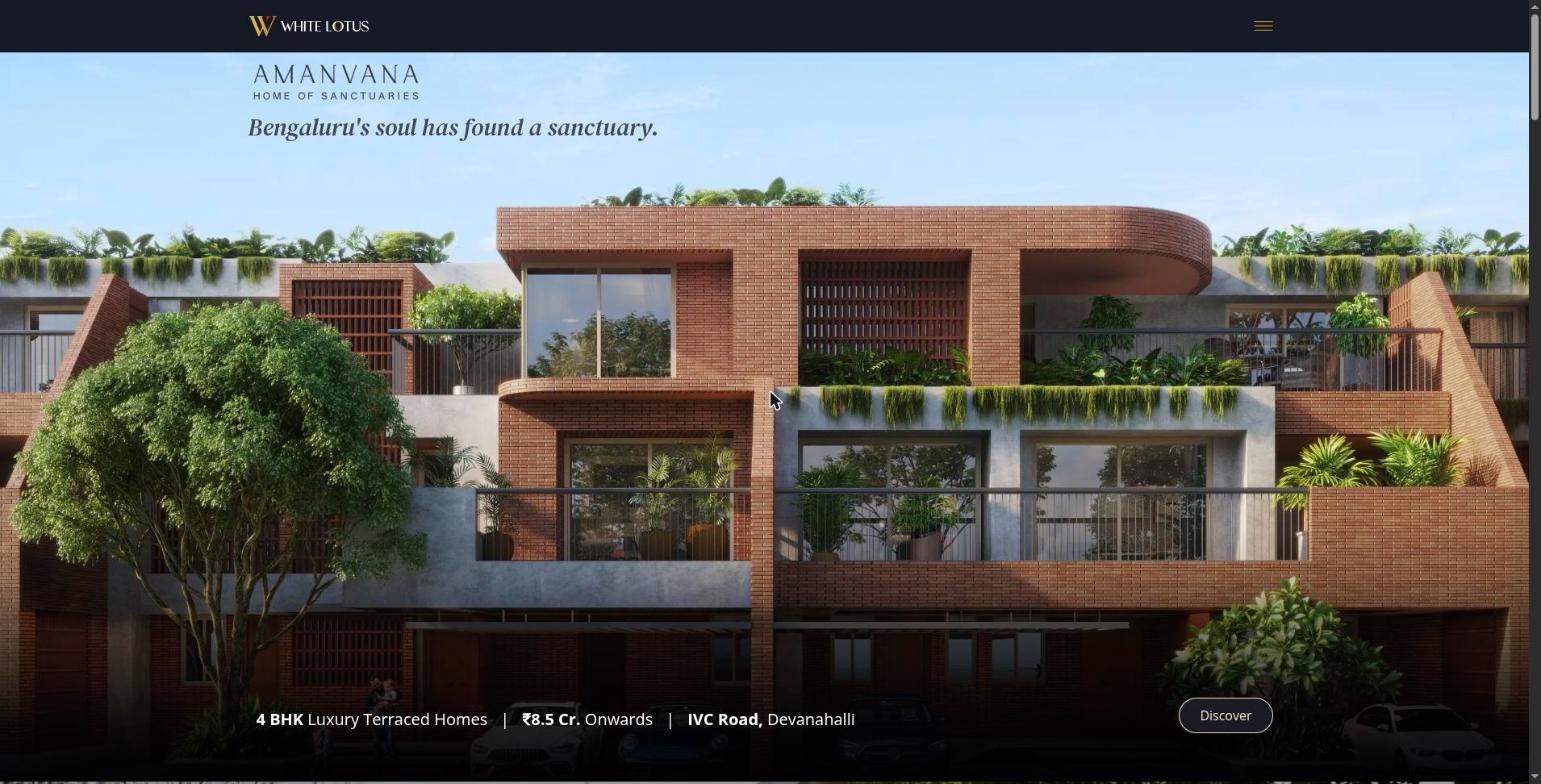 WHITE LOTUS
AMANVANA
HOME OF SANCTUARIES
Bengaluru's soul has found a sanctuary.
4 BHK Luxury Terraced Homes | ₹8.5 Cr. Onwards | IVC Road, Devanahalli
Discover